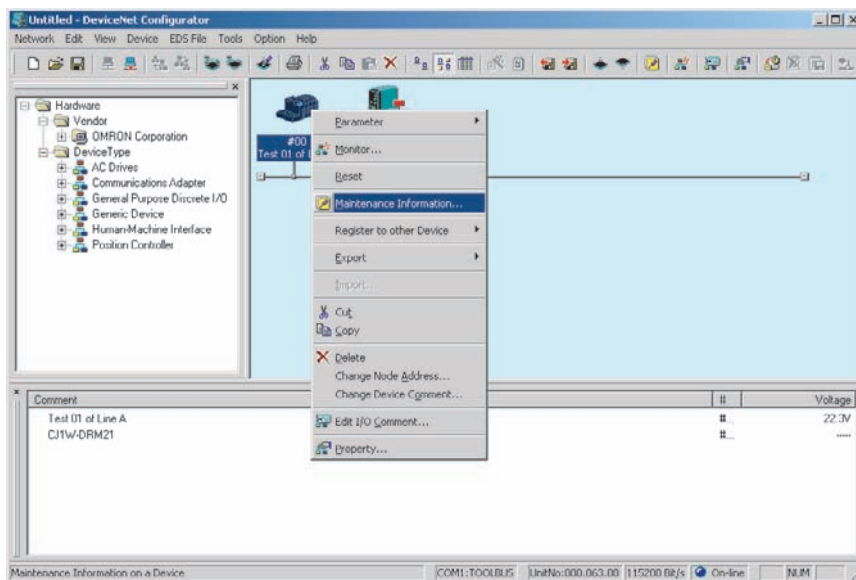 Untitled - DeviceNet Configurator
Network Edit View Device EDS File Tools Option Help
Hardware
Vendor
OMRON Corporation
DeviceType
AC Drives
Communications Adapter
General Purpose Discrete I/O
Generic Device
Human-Machine Interface
Position Controller
#00
Test 01 of
Parameter
Monitor...
Reset
Maintenance Information...
Register to other Device
Export
Import...
Cut
Copy
Delete
Change Node Address...
Change Device Comment...
Edit I/O Comment...
Property...
Comment # Voltage
Test 01 of Line A #... 22.3V
CJ1W-DRM21 #... -----
Maintenance Information on a Device COM1:TOOLBUS UnitNo:000.063.00 115200 Bit/s On-line NUM